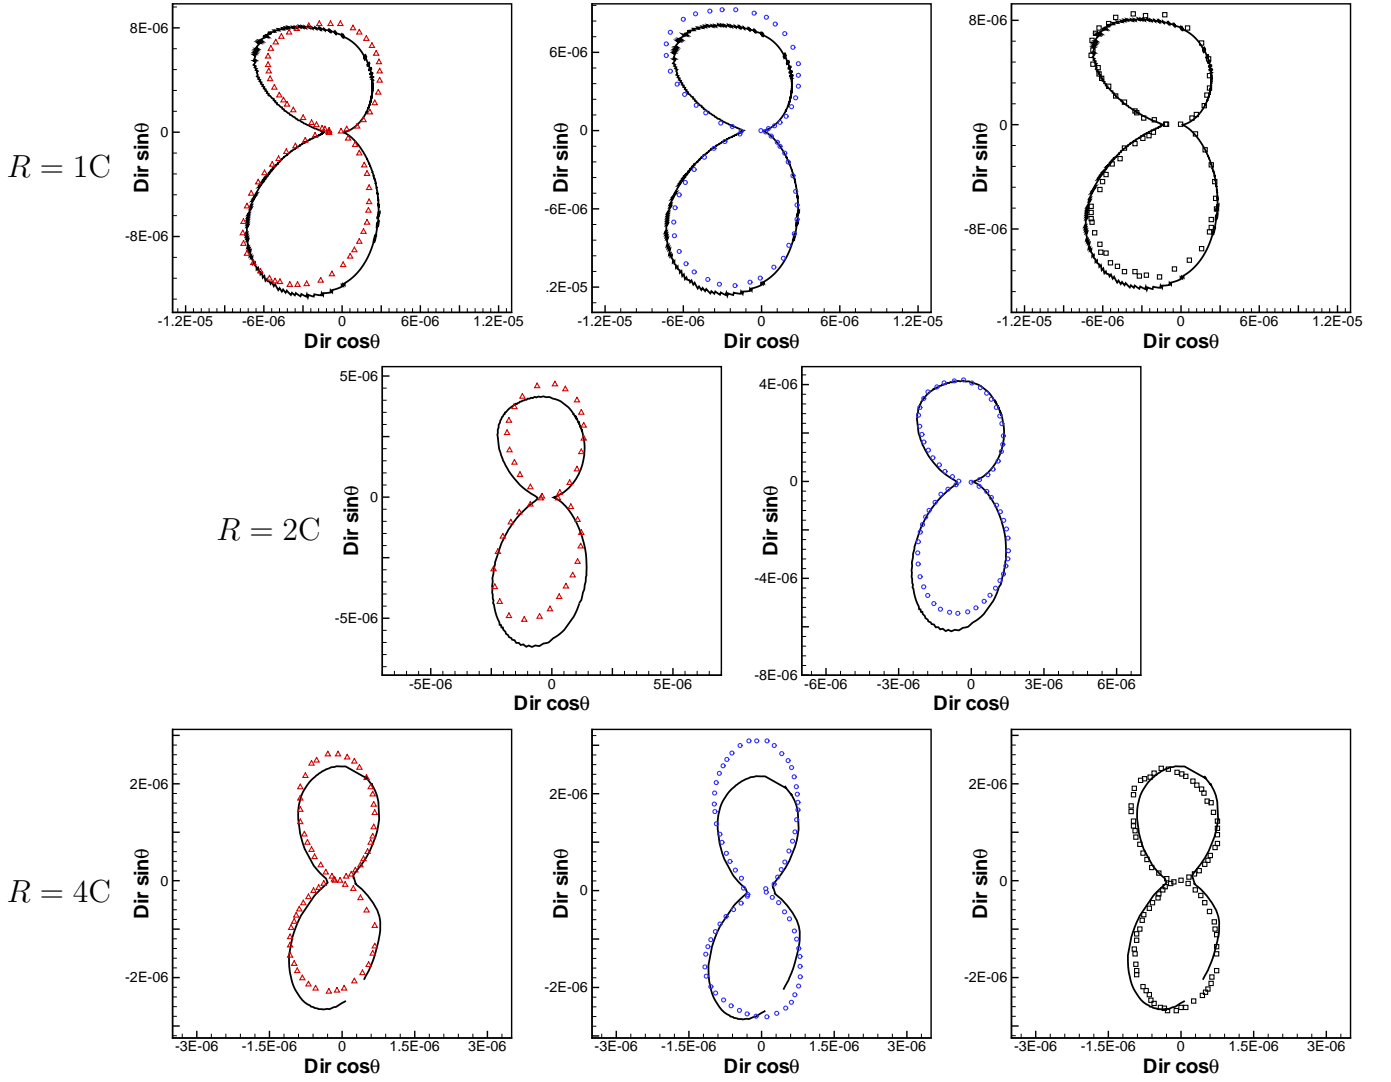 R = 1C
Dir sinθ
8E-06
0
-8E-06
-1.2E-05 -6E-06 0 6E-06 1.2E-05
Dir cosθ
Dir sinθ
6E-06
0
-6E-06
.2E-05
-1.2E-05 -6E-06 0 6E-06 1.2E-05
Dir cosθ
Dir sinθ
8E-06
0
-8E-06
-1.2E-05 -6E-06 0 6E-06 1.2E-05
Dir cosθ
R = 2C
Dir sinθ
5E-06
0
-5E-06
-5E-06 0 5E-06
Dir cosθ
Dir sinθ
4E-06
0
-4E-06
-8E-06
-6E-06 -3E-06 0 3E-06 6E-06
Dir cosθ
R = 4C
Dir sinθ
2E-06
0
-2E-06
-3E-06 -1.5E-06 0 1.5E-06 3E-06
Dir cosθ
Dir sinθ
2E-06
0
-2E-06
-3E-06 -1.5E-06 0 1.5E-06 3E-06
Dir cosθ
Dir sinθ
2E-06
0
-2E-06
-3E-06 -1.5E-06 0 1.5E-06 3E-06
Dir cosθ